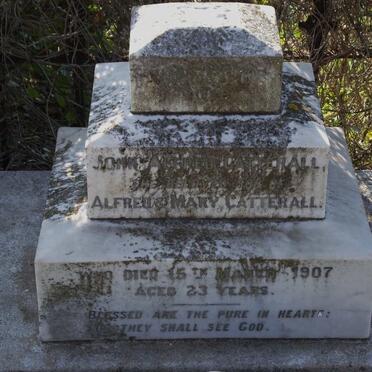 JOHN ALFRED CATTERALL
ALFRED & MARY CATTERALL.
WHO DIED 15TH MARCH 1907
AGED 23 YEARS.
BLESSED ARE THE PURE IN HEART:
THEY SHALL SEE GOD.